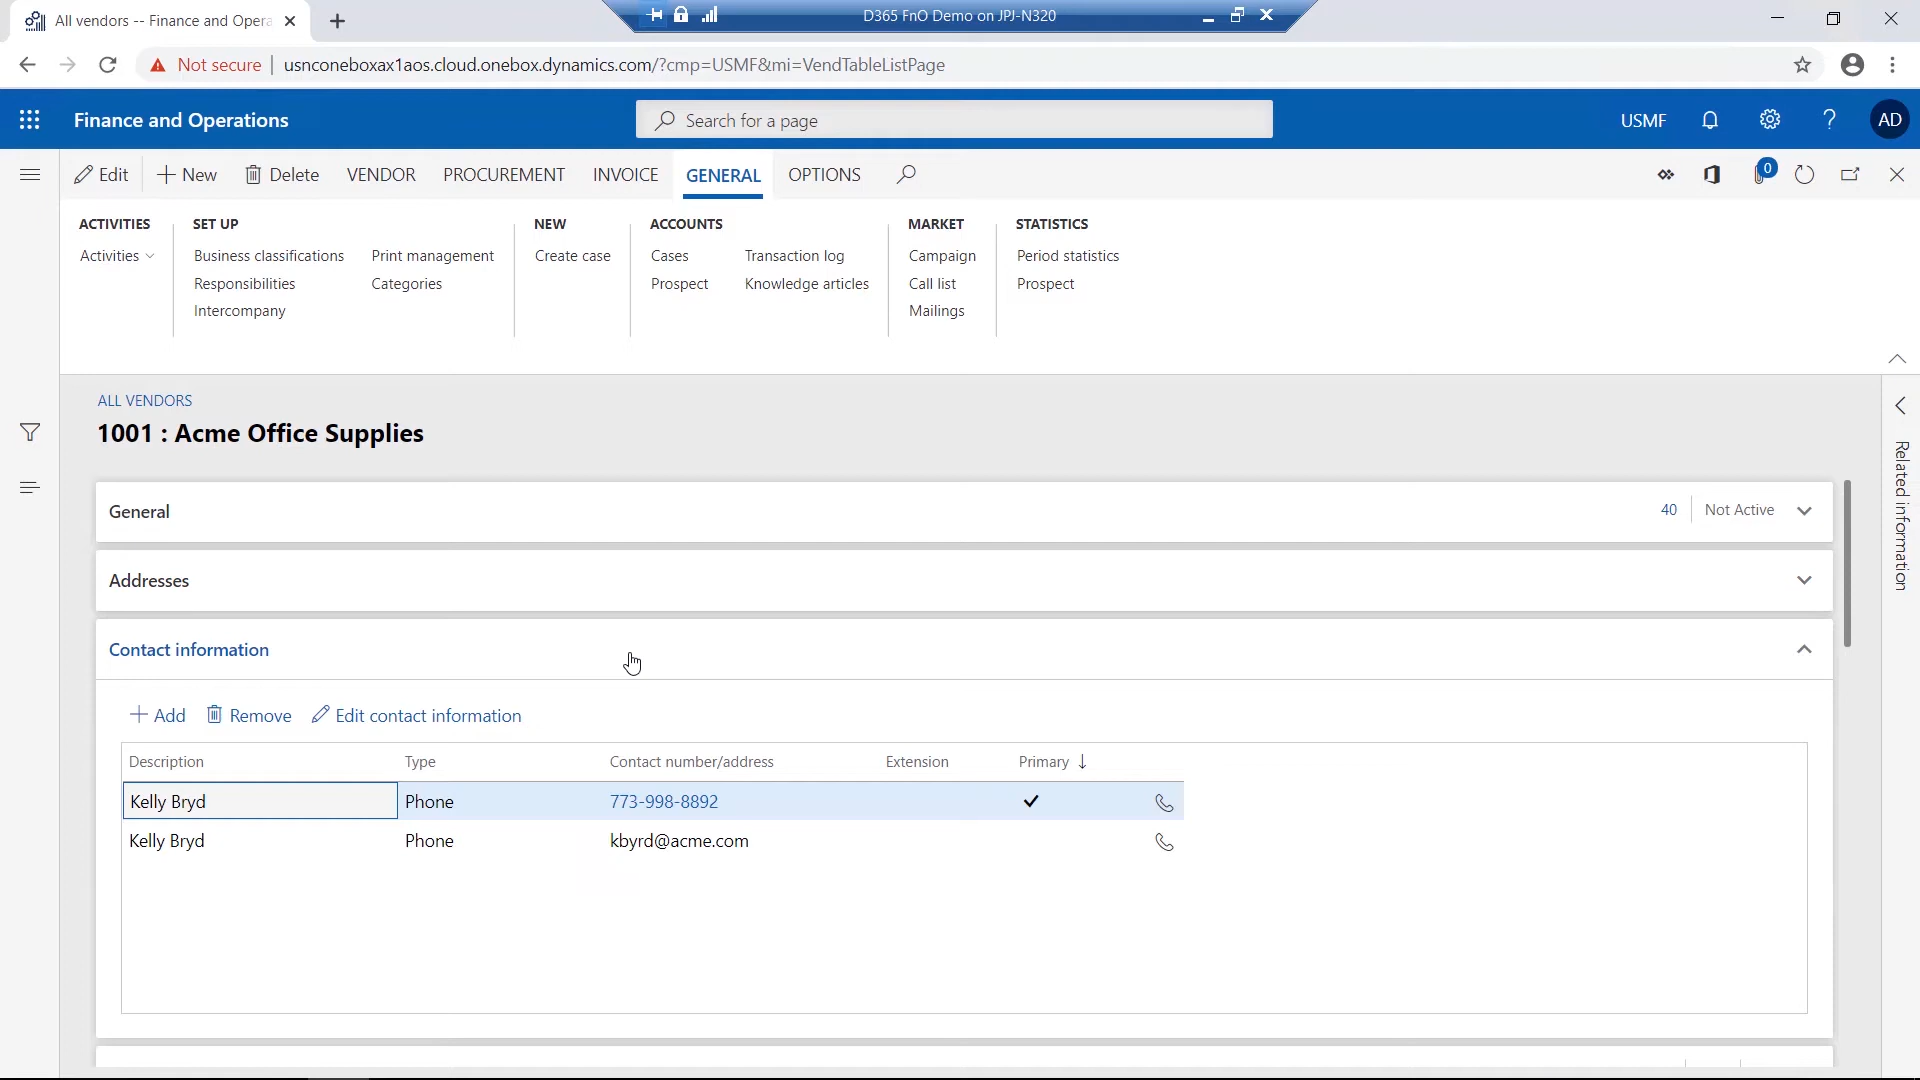 All vendors -- Finance and Opera
D365 FnO Demo on JPJ-N320
Not secure
usnconeboxax1aos.cloud.onebox.dynamics.com/?cmp=USMF&mi=VendTableListPage
Finance and Operations
Search for a page
USMF
?
AD
Edit
New
Delete
VENDOR
PROCUREMENT
INVOICE
GENERAL
OPTIONS
0
ACTIVITIES
Activities
SET UP
Business classifications
Responsibilities
Intercompany
Print management
Categories
NEW
Create case
ACCOUNTS
Cases
Prospect
Transaction log
Knowledge articles
MARKET
Campaign
Call list
Mailings
STATISTICS
Period statistics
Prospect
ALL VENDORS
1001 : Acme Office Supplies
General
40
Not Active
Addresses
Contact information
Add
Remove
Edit contact information
Description Type Contact number/address Extension Primary
Kelly Bryd Phone 773-998-8892
Kelly Bryd Phone kbyrd@acme.com
Related information